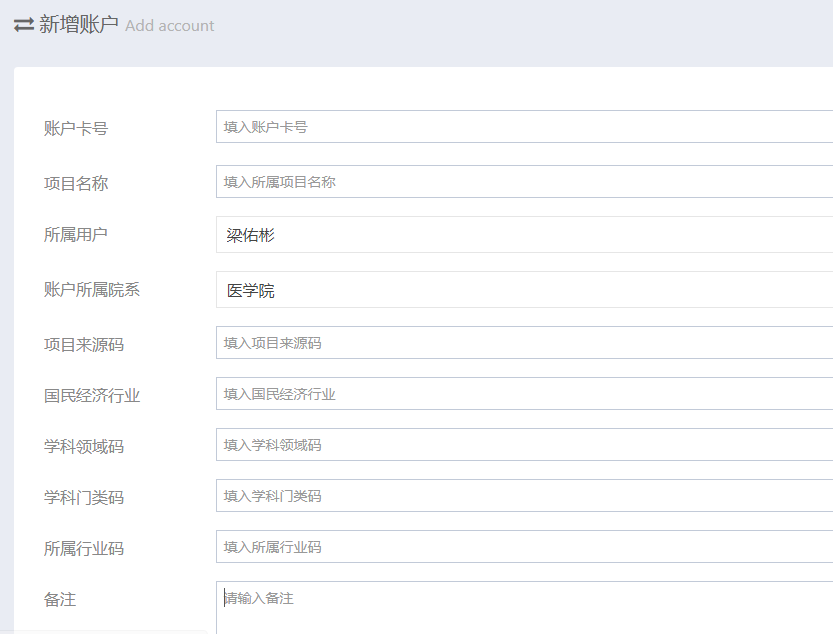 新增账户 Add account
账户卡号 填入账户卡号
项目名称 填入所属项目名称
所属用户 梁佑彬
账户所属院系 医学院
项目来源码 填入项目来源码
国民经济行业 填入国民经济行业
学科领域码 填入学科领域码
学科门类码 填入学科门类码
所属行业码 填入所属行业码
备注 请输入备注